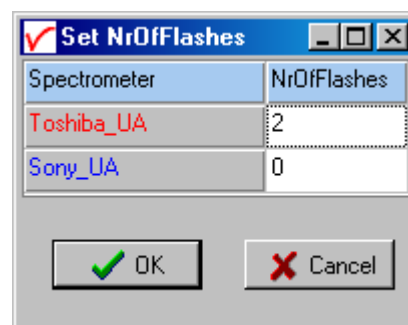 Set NrOfFlashes
Spectrometer NrOfFlashes
Toshiba_UA 2
Sony_UA 0
OK Cancel